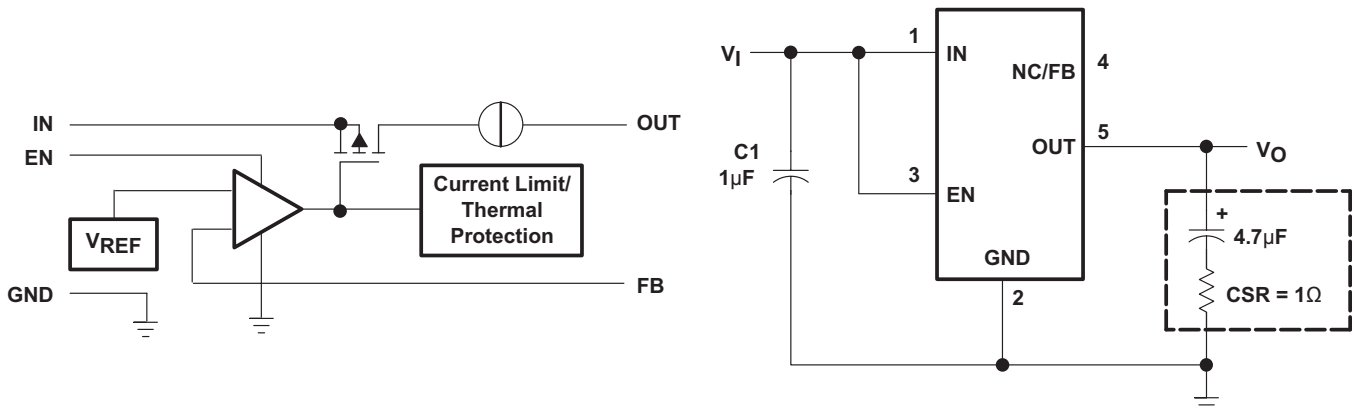 IN
EN
VREF
GND
OUT
Current Limit/
Thermal
Protection
FB
VI
C1
1µF
1
IN
NC/FB
4
OUT
5
3
EN
GND
2
VO
+
4.7µF
CSR = 1Ω